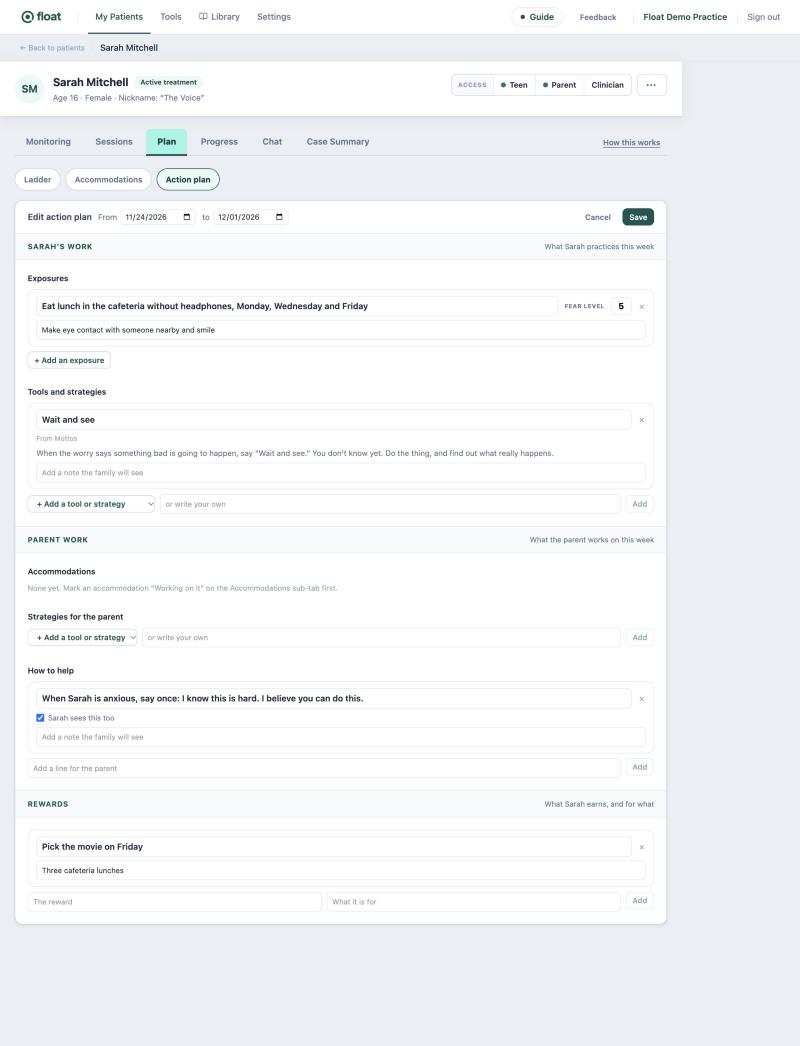 float
My Patients
Tools
Library
Settings
Guide
Feedback
Float Demo Practice
Sign out
← Back to patients
Sarah Mitchell
SM
Sarah Mitchell
Active treatment
Age 16 · Female · Nickname: “The Voice”
ACCESS
Teen
Parent
Clinician
···
Monitoring
Sessions
Plan
Progress
Chat
Case Summary
How this works
Ladder
Accommodations
Action plan
Edit action plan From 11/24/2026 to 12/01/2026
Cancel
Save
SARAH'S WORK
What Sarah practices this week
Exposures
Eat lunch in the cafeteria without headphones, Monday, Wednesday and Friday
FEAR LEVEL 5 ×
Make eye contact with someone nearby and smile
+ Add an exposure
Tools and strategies
Wait and see ×
From Mottos
When the worry says something bad is going to happen, say "Wait and see." You don't know yet. Do the thing, and find out what really happens.
Add a note the family will see
+ Add a tool or strategy
or write your own
Add
PARENT WORK
What the parent works on this week
Accommodations
None yet. Mark an accommodation "Working on it" on the Accommodations sub-tab first.
Strategies for the parent
+ Add a tool or strategy
or write your own
Add
How to help
When Sarah is anxious, say once: I know this is hard. I believe you can do this. ×
Sarah sees this too
Add a note the family will see
Add a line for the parent
Add
REWARDS
What Sarah earns, and for what
Pick the movie on Friday ×
Three cafeteria lunches
The reward
What it is for
Add